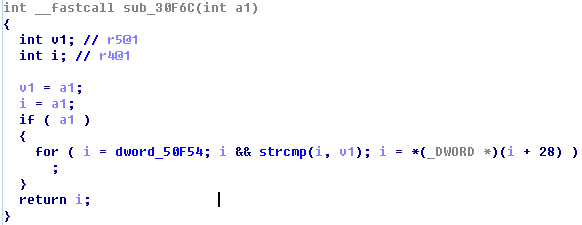 int __fastcall sub_30F6C(int a1)
{
  int v1; // r5@1
  int i; // r4@1

  v1 = a1;
  i = a1;
  if ( a1 )
  {
    for ( i = dword_50F54; i && strcmp(i, v1); i = *(_DWORD *)(i + 28) )
      ;
  }
  return i;
}